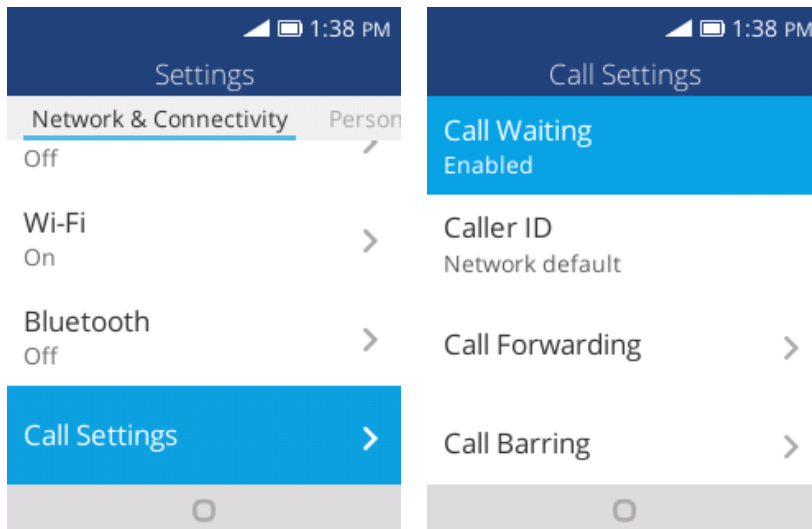 1:38 PM
Settings
Network & Connectivity Person
Off
Wi-Fi
On
Bluetooth
Off
Call Settings
1:38 PM
Call Settings
Call Waiting
Enabled
Caller ID
Network default
Call Forwarding
Call Barring